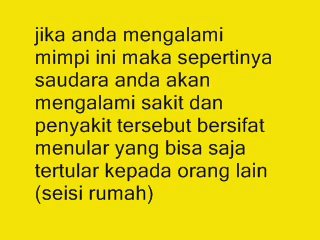 jika anda mengalami
mimpi ini maka sepertinya
saudara anda akan
mengalami sakit dan
penyakit tersebut bersifat
menular yang bisa saja
tertular kepada orang lain
(seisi rumah)